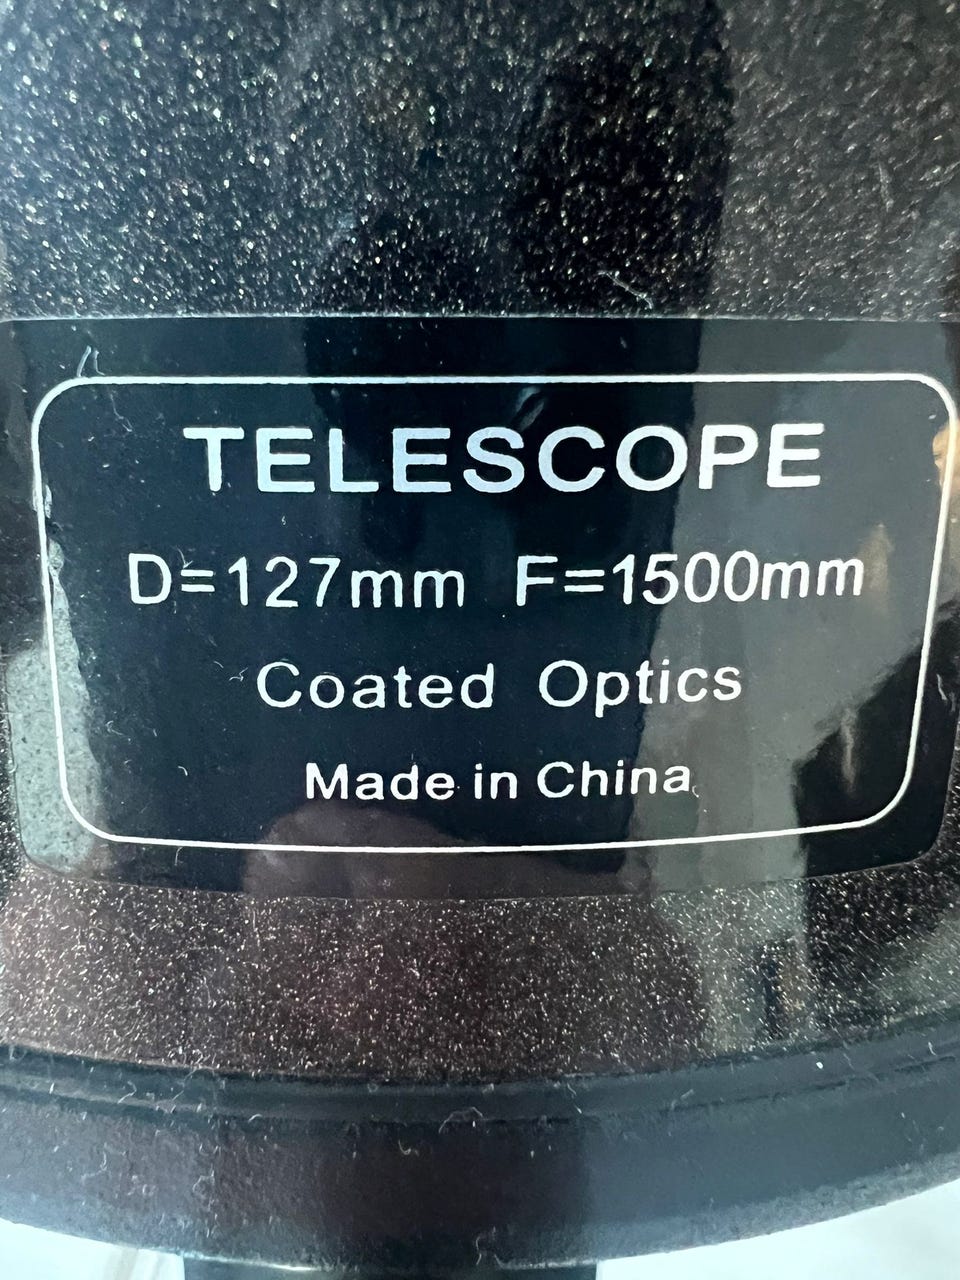 TELESCOPE
D=127mm F=1500mm
Coated Optics
Made in China